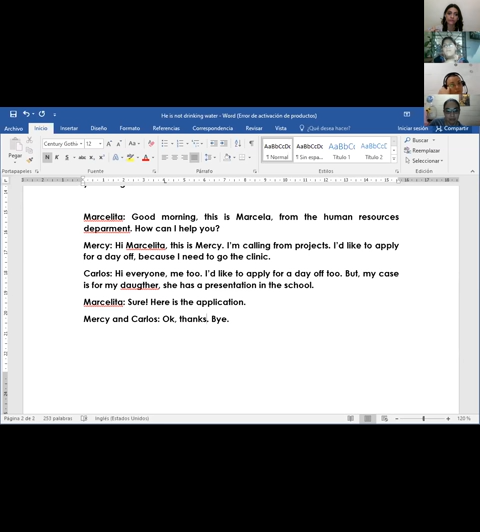 He is not drinking water - Word (Error de activación de productos)
Archivo Inicio Insertar Diseño Formato Referencias Correspondencia Revisar Vista ¿Qué desea hacer? Iniciar sesión Compartir
Pegar
Century Gothic 12
N K S abc x₂ x² A
AaBbCcDc AaBbCcDc AaBbCc AaBbCcC
¶ Normal ¶ Sin espa... Título 1 Título 2
Buscar
Reemplazar
Seleccionar
Portapapeles Fuente Párrafo Estilos Edición
Marcelita: Good morning, this is Marcela, from the human resources
deparment. How can I help you?
Mercy: Hi Marcelita, this is Mercy. I'm calling from projects. I'd like to apply
for a day off, because I need to go the clinic.
Carlos: Hi everyone, me too. I'd like to apply for a day off too. But, my case
is for my daugther, she has a presentation in the school.
Marcelita: Sure! Here is the application.
Mercy and Carlos: Ok, thanks. Bye.
Página 2 de 2 253 palabras Inglés (Estados Unidos) 120 %